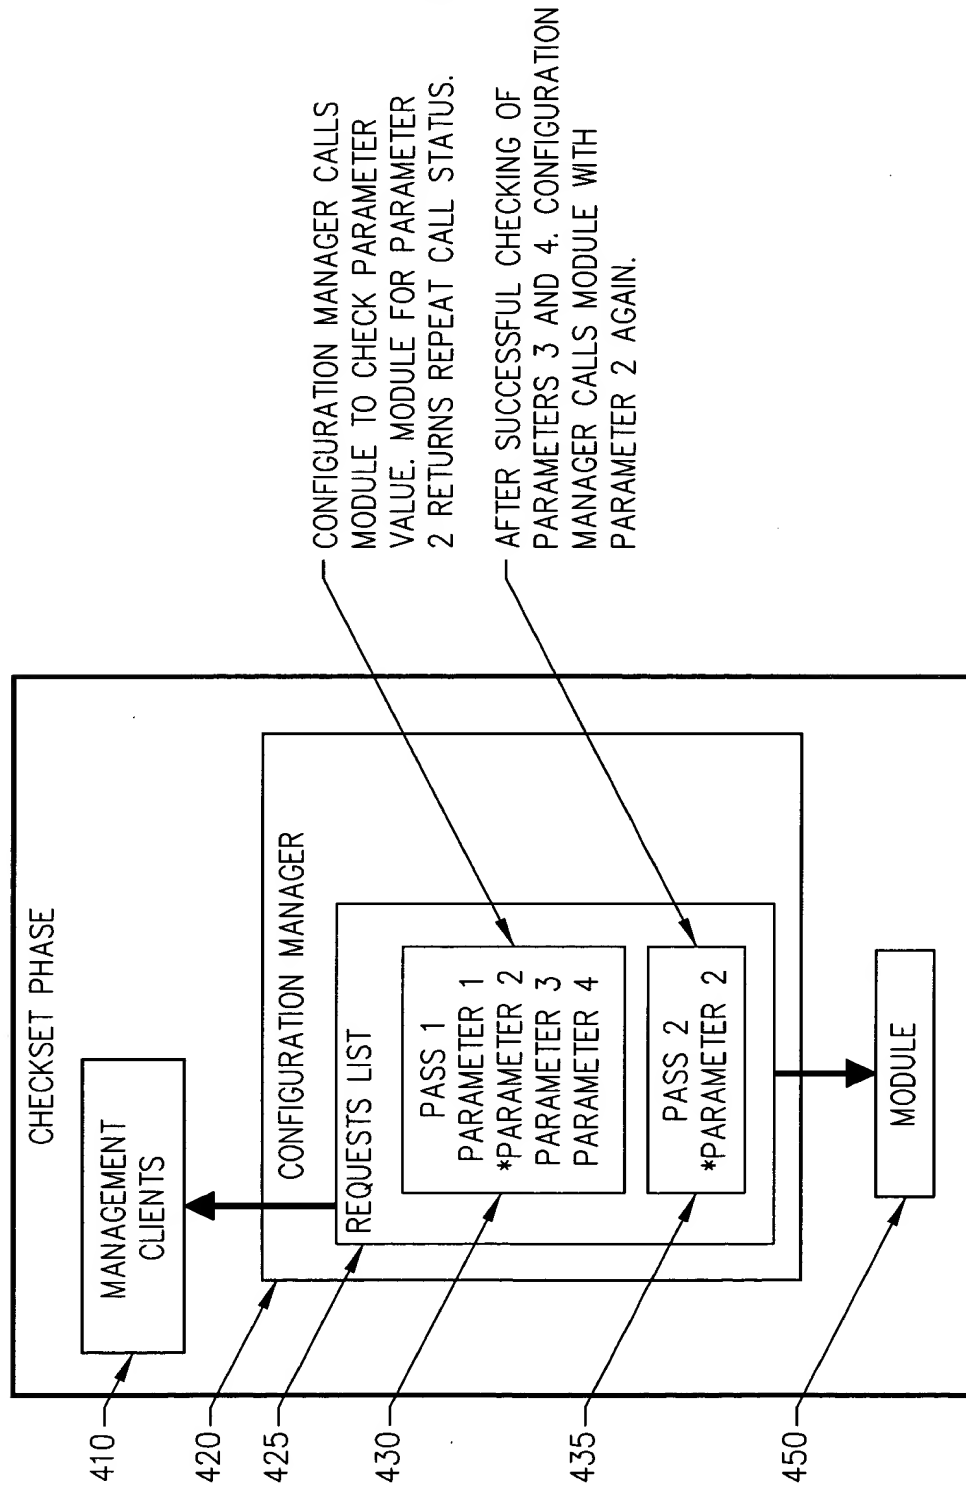 CHECKSET PHASE
MANAGEMENT
CLIENTS
CONFIGURATION MANAGER
REQUESTS LIST
PASS 1
PARAMETER 1
*PARAMETER 2
PARAMETER 3
PARAMETER 4
PASS 2
*PARAMETER 2
MODULE
410
420
425
430
435
450
CONFIGURATION MANAGER CALLS
MODULE TO CHECK PARAMETER
VALUE. MODULE FOR PARAMETER
2 RETURNS REPEAT CALL STATUS.
AFTER SUCCESSFUL CHECKING OF
PARAMETERS 3 AND 4. CONFIGURATION
MANAGER CALLS MODULE WITH
PARAMETER 2 AGAIN.